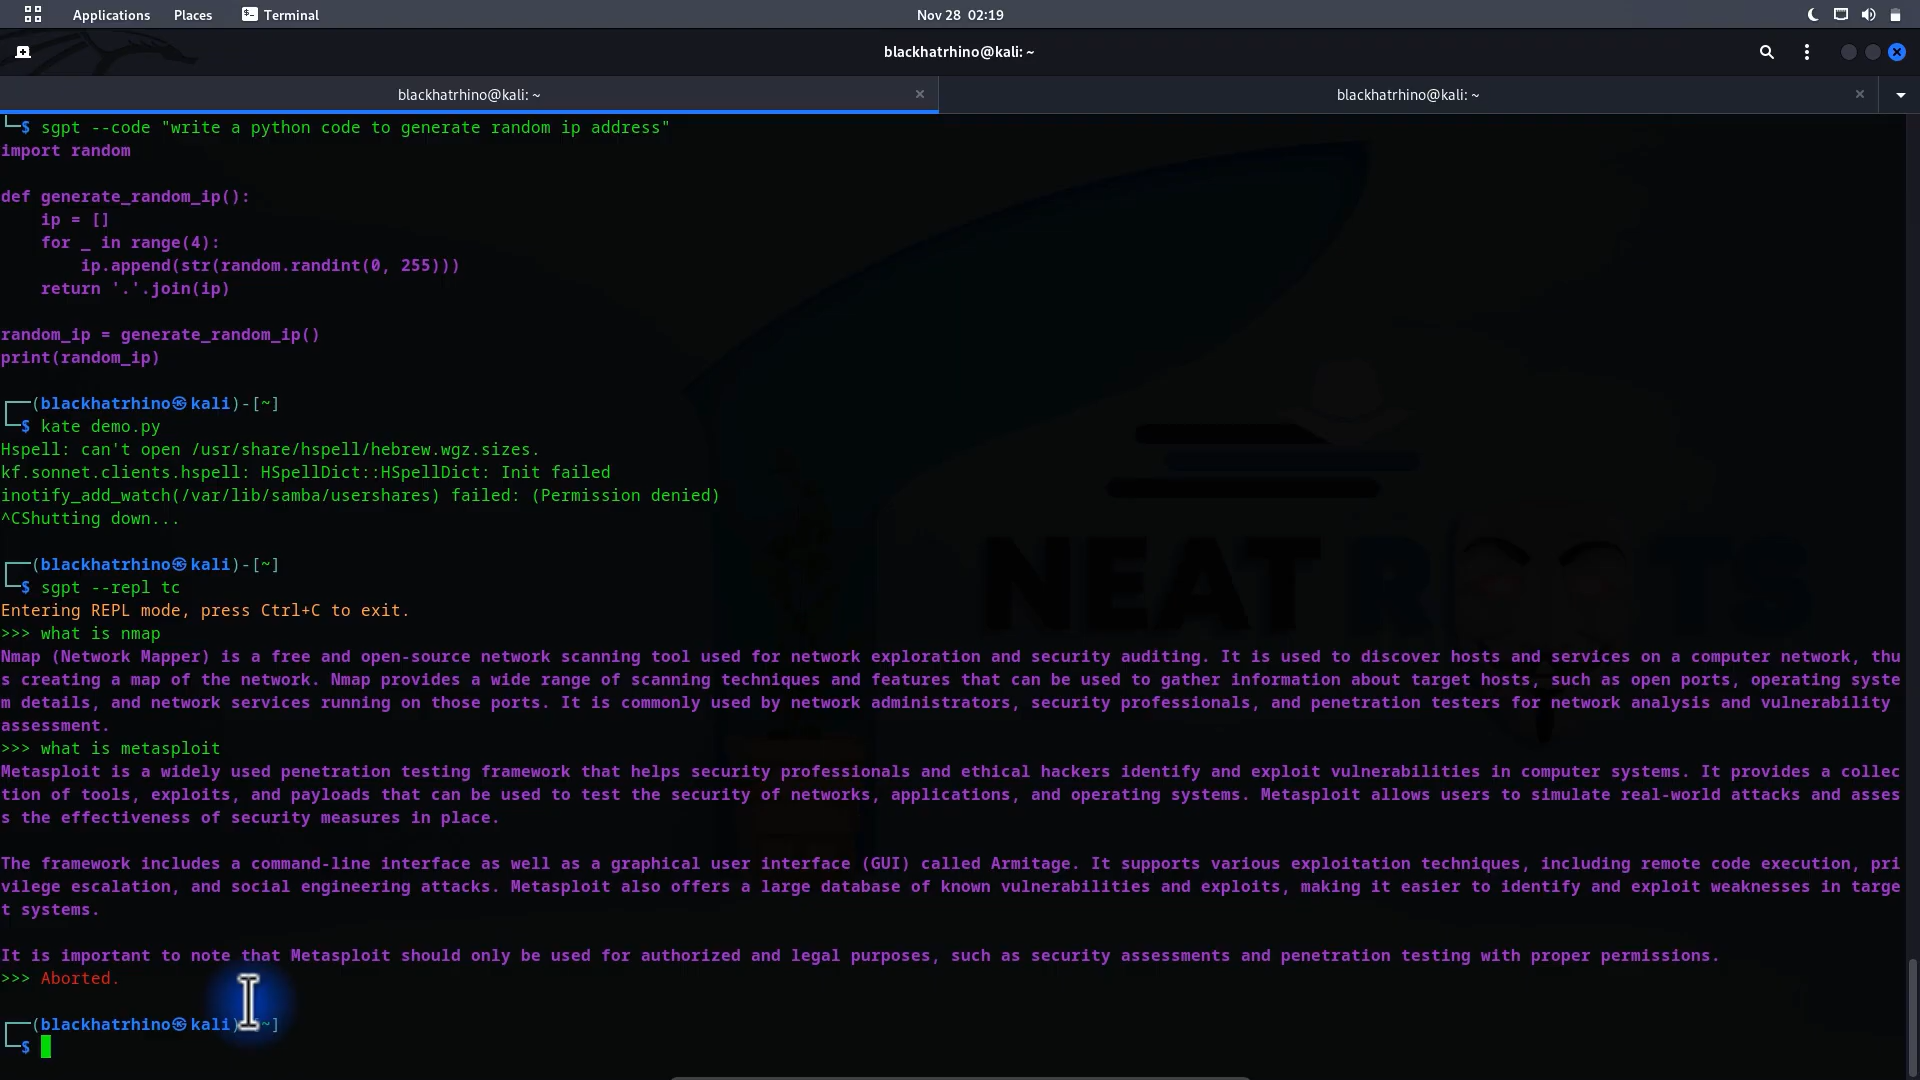 Applications Places Terminal Nov 28 02:19
blackhatrhino@kali: ~
blackhatrhino@kali: ~ blackhatrhino@kali: ~
└─$ sgpt --code "write a python code to generate random ip address"
import random
def generate_random_ip():
    ip = []
    for _ in range(4):
        ip.append(str(random.randint(0, 255)))
    return '.'.join(ip)
random_ip = generate_random_ip()
print(random_ip)
┌──(blackhatrhino㉿kali)-[~]
└─$ kate demo.py
Hspell: can't open /usr/share/hspell/hebrew.wgz.sizes.
kf.sonnet.clients.hspell: HSpellDict::HSpellDict: Init failed
inotify_add_watch(/var/lib/samba/usershares) failed: (Permission denied)
^CShutting down...
┌──(blackhatrhino㉿kali)-[~]
└─$ sgpt --repl tc
Entering REPL mode, press Ctrl+C to exit.
>>> what is nmap
Nmap (Network Mapper) is a free and open-source network scanning tool used for network exploration and security auditing. It is used to discover hosts and services on a computer network, thu
s creating a map of the network. Nmap provides a wide range of scanning techniques and features that can be used to gather information about target hosts, such as open ports, operating syste
m details, and network services running on those ports. It is commonly used by network administrators, security professionals, and penetration testers for network analysis and vulnerability
assessment.
>>> what is metasploit
Metasploit is a widely used penetration testing framework that helps security professionals and ethical hackers identify and exploit vulnerabilities in computer systems. It provides a collec
tion of tools, exploits, and payloads that can be used to test the security of networks, applications, and operating systems. Metasploit allows users to simulate real-world attacks and asses
s the effectiveness of security measures in place.
The framework includes a command-line interface as well as a graphical user interface (GUI) called Armitage. It supports various exploitation techniques, including remote code execution, pri
vilege escalation, and social engineering attacks. Metasploit also offers a large database of known vulnerabilities and exploits, making it easier to identify and exploit weaknesses in targe
t systems.
It is important to note that Metasploit should only be used for authorized and legal purposes, such as security assessments and penetration testing with proper permissions.
>>> Aborted.
┌──(blackhatrhino㉿kali)-[~]
└─$
NEAT ROOTS